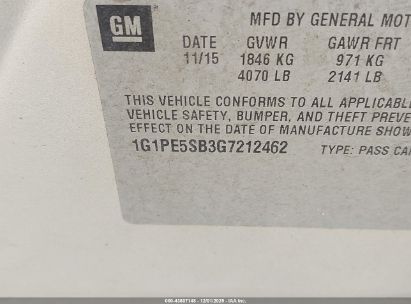 GM
MFD BY GENERAL MOT
DATE GVWR GAWR FRT
11/15 1846 KG 971 KG
4070 LB 2141 LB
THIS VEHICLE CONFORMS TO ALL APPLICABL
VEHICLE SAFETY, BUMPER, AND THEFT PREVE
EFFECT ON THE DATE OF MANUFACTURE SHOW
1G1PE5SB3G7212462 TYPE: PASS CA